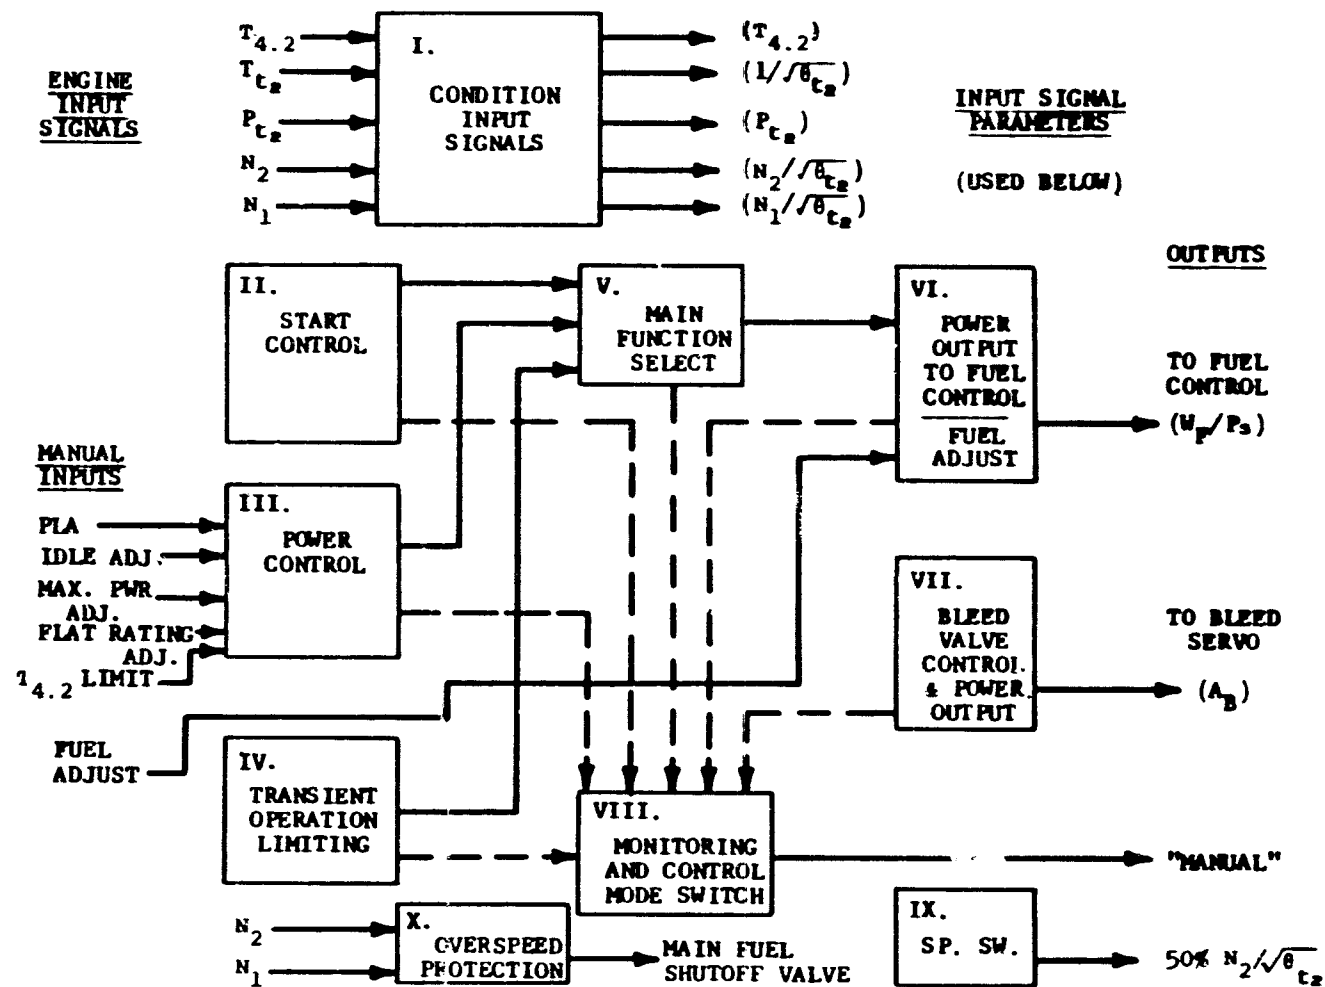 ENGINE
INPUT
SIGNALS
T4.2
Tt2
Pt2
N2
N1
I.
CONDITION
INPUT
SIGNALS
(T4.2)
(1/√θt2)
(Pt2)
(N2/√θt2)
(N1/√θt2)
INPUT SIGNAL
PARAMETERS
(USED BELOW)
OUTPUTS
II.
START
CONTROL
V.
MAIN
FUNCTION
SELECT
VI.
POWER
OUTPUT
TO FUEL
CONTROL
FUEL
ADJUST
TO FUEL
CONTROL
(WF/Ps)
MANUAL
INPUTS
PLA
IDLE ADJ.
MAX. PWR
ADJ.
FLAT RATING
ADJ.
T4.2 LIMIT
III.
POWER
CONTROL
VII.
BLEED
VALVE
CONTROL
& POWER
OUTPUT
TO BLEED
SERVO
(AB)
FUEL
ADJUST
IV.
TRANSIENT
OPERATION
LIMITING
VIII.
MONITORING
AND CONTROL
MODE SWITCH
"MANUAL"
N2
N1
X.
OVERSPEED
PROTECTION
MAIN FUEL
SHUTOFF VALVE
IX.
SP. SW.
50% N2/√θt2